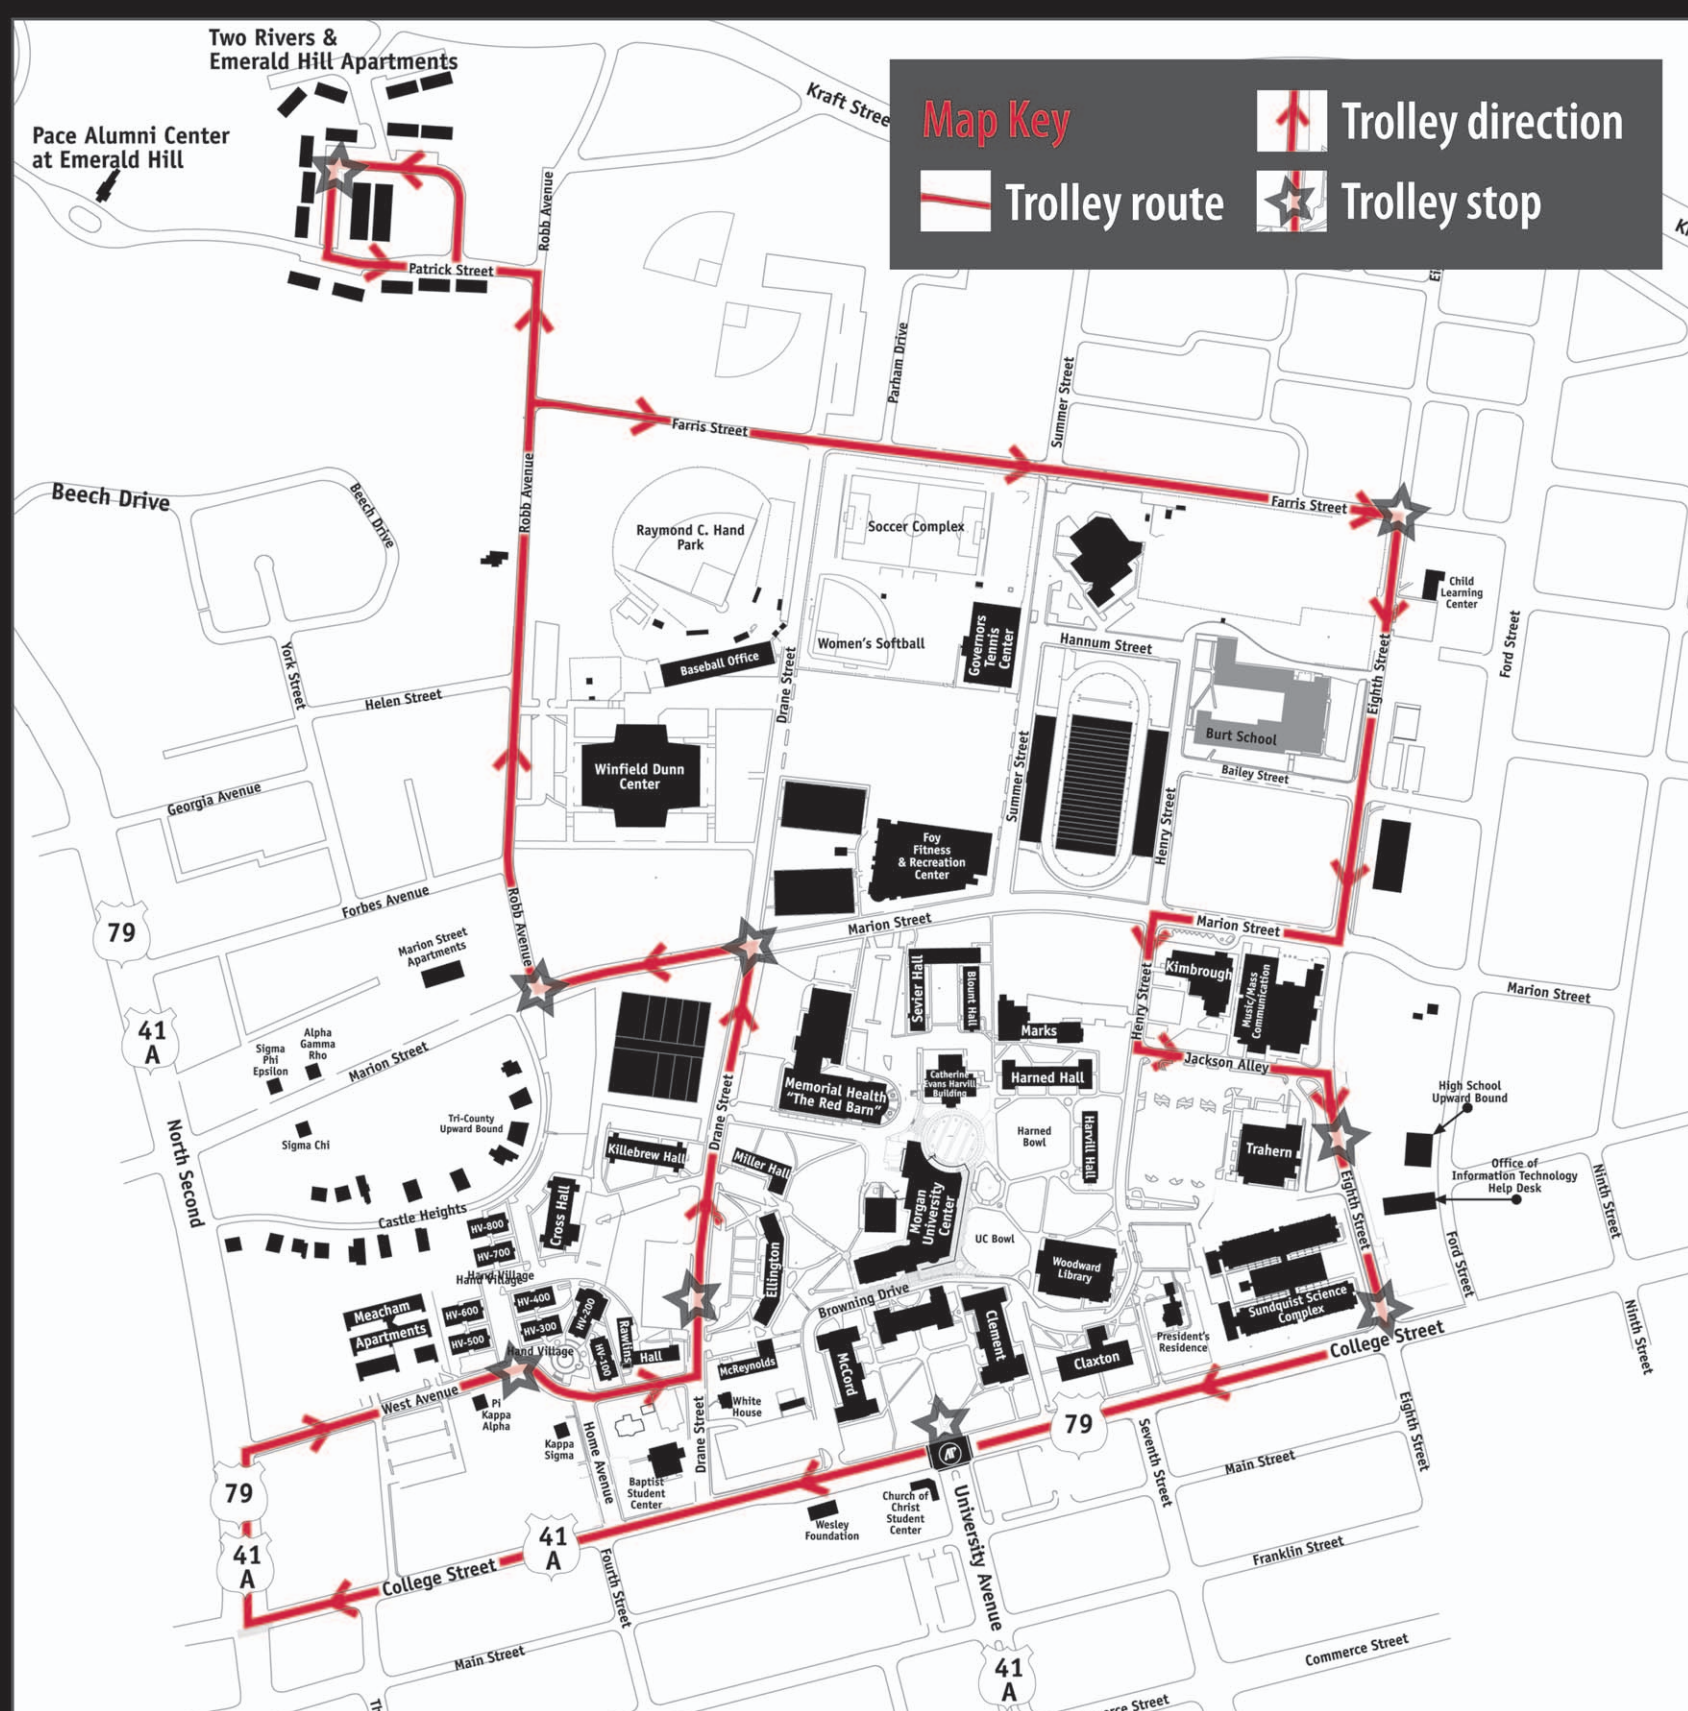 Two Rivers &
Emerald Hill Apartments
Pace Alumni Center
at Emerald Hill
Kraft Stree
Map Key
Trolley direction
Trolley route
Trolley stop
Robb Avenue
Patrick Street
Parham Drive
Summer Street
Farris Street
Farris Street
Robb Avenue
Beech Drive
Beech Drive
Raymond C. Hand
Park
Soccer Complex
Child
Learning
Center
Women's Softball
Governors
Tennis
Center
Hannum Street
Eighth Street
Ford Street
Baseball Office
Drane Street
York Street
Helen Street
Burt School
Bailey Street
Winfield Dunn
Center
Summer Street
Henry Street
Georgia Avenue
Foy
Fitness
& Recreation
Center
Forbes Avenue
Robb Avenue
Marion Street
Marion Street
79
Marion Street
Apartments
Sevier Hall
Blount Hall
Kimbrough
Music/Mass
Communication
Marion Street
Henry Street
Marks
41
A
Sigma
Phi
Epsilon
Alpha
Gamma
Rho
Marion Street
Jackson Alley
Catherine
Evans Harvill
Building
Harned Hall
Memorial Health
"The Red Barn"
Drane Street
High School
Upward Bound
Sigma Chi
Tri-County
Upward Bound
Killebrew Hall
Miller Hall
Harned
Bowl
Harvill Hall
Trahern
Office of
Information Technology
Help Desk
North Second
Castle Heights
Cross Hall
HV-800
HV-700
Hand Village
Hand Village
Morgan
University
Center
UC Bowl
Woodward
Library
Eighth Street
Ninth Street
Ford Street
Ellington
Browning Drive
Meacham
Apartments
HV-600
HV-500
HV-400
HV-300
HV-200
HV-100
Hand Village
Rawlins
Hall
McReynolds
McCord
Clement
Claxton
President's
Residence
Sundquist Science
Complex
College Street
Ninth Street
West Avenue
Pi
Kappa
Alpha
Kappa
Sigma
Home Avenue
White
House
Drane Street
Baptist
Student
Center
79
Seventh Street
Main Street
Eighth Street
79
41
A
Wesley
Foundation
Church of
Christ
Student
Center
University Avenue
41
A
College Street
Fourth Street
Franklin Street
Main Street
Commerce Street
41
A
rce Street